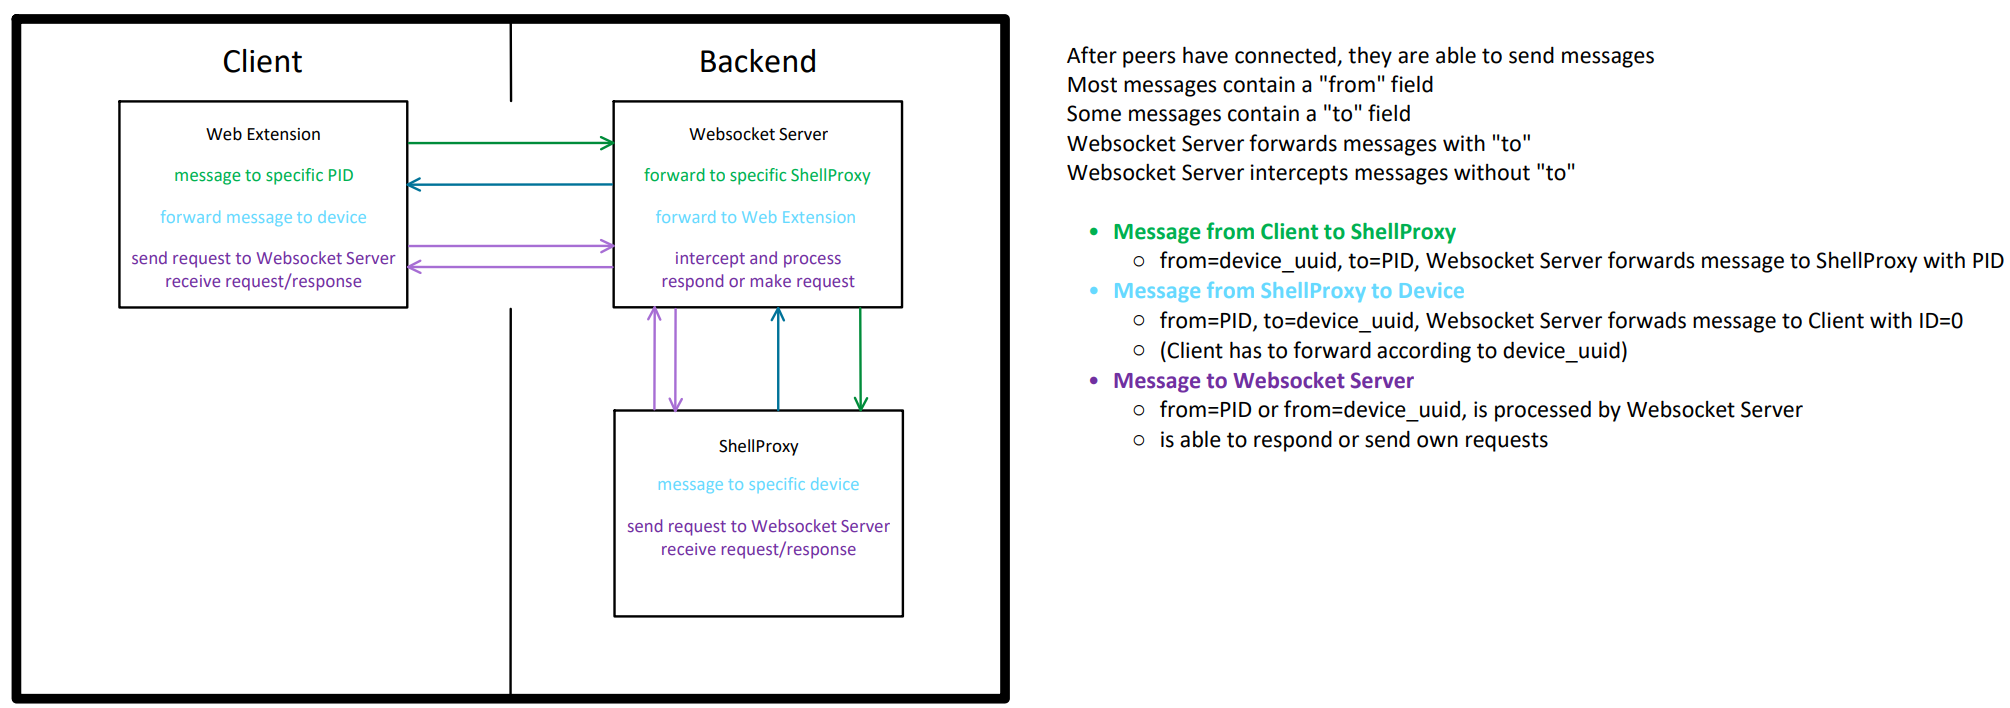 Client
Backend
Web Extension
message to specific PID
forward message to device
send request to Websocket Server
receive request/response
Websocket Server
forward to specific ShellProxy
forward to Web Extension
intercept and process
respond or make request
ShellProxy
message to specific device
send request to Websocket Server
receive request/response
After peers have connected, they are able to send messages
Most messages contain a "from" field
Some messages contain a "to" field
Websocket Server forwards messages with "to"
Websocket Server intercepts messages without "to"
• Message from Client to ShellProxy
○ from=device_uuid, to=PID, Websocket Server forwards message to ShellProxy with PID
• Message from ShellProxy to Device
○ from=PID, to=device_uuid, Websocket Server forwads message to Client with ID=0
○ (Client has to forward according to device_uuid)
• Message to Websocket Server
○ from=PID or from=device_uuid, is processed by Websocket Server
○ is able to respond or send own requests